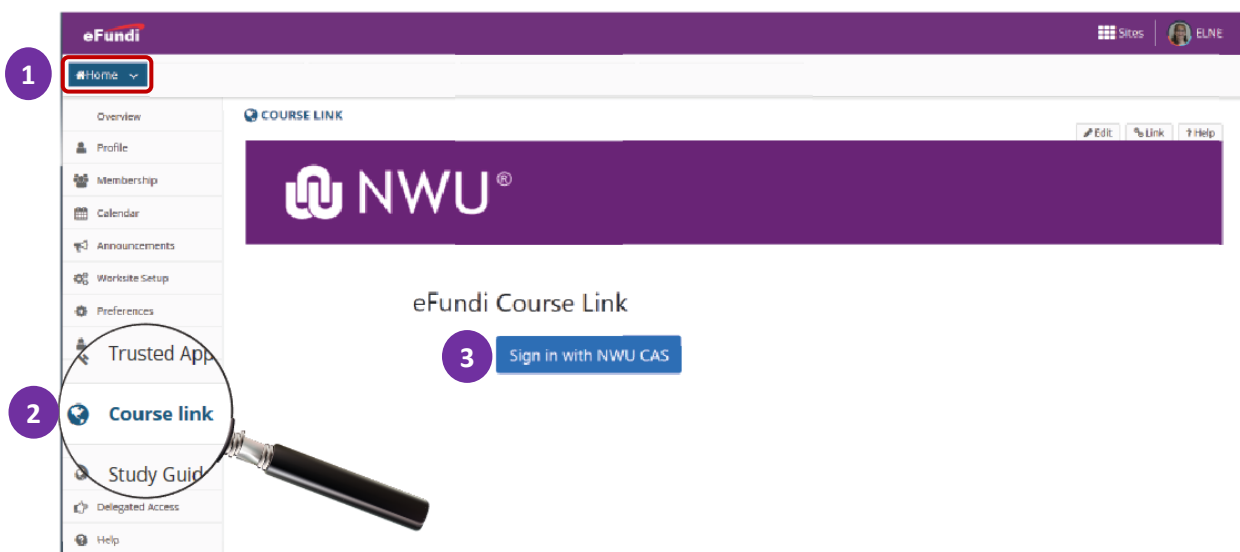 eFundi
Sites
ELNE
1
Home
Overview
COURSE LINK
Edit
Link
? Help
Profile
NWU®
Membership
Calendar
Announcements
Worksite Setup
eFundi Course Link
Preferences
3
Sign in with NWU CAS
Trusted App
2
Course link
Study Guid
Delegated Access
Help